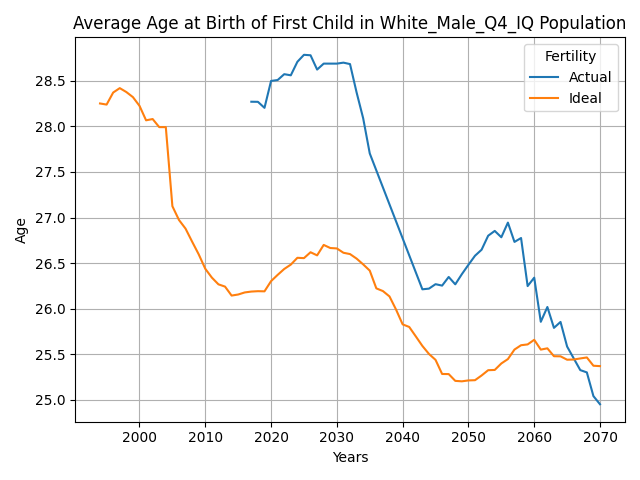 Average Age at Birth of First Child in White_Male_Q4_IQ Population
Fertility
Actual
Ideal
Age
28.5
28.0
27.5
27.0
26.5
26.0
25.5
25.0
2000 2010 2020 2030 2040 2050 2060 2070
Years